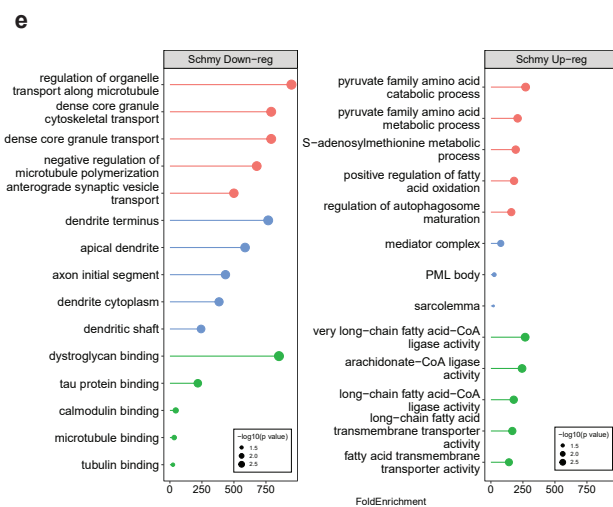 e
Schmy Down−reg
regulation of organelle
transport along microtubule
dense core granule
cytoskeletal transport
dense core granule transport
negative regulation of
microtubule polymerization
anterograde synaptic vesicle
transport
dendrite terminus
apical dendrite
axon initial segment
dendrite cytoplasm
dendritic shaft
dystroglycan binding
tau protein binding
calmodulin binding
microtubule binding
tubulin binding
−log10(p value)
1.5
2.0
2.5
0 250 500 750
Schmy Up−reg
pyruvate family amino acid
catabolic process
pyruvate family amino acid
metabolic process
S−adenosylmethionine metabolic
process
positive regulation of fatty
acid oxidation
regulation of autophagosome
maturation
mediator complex
PML body
sarcolemma
very long−chain fatty acid−CoA
ligase activity
arachidonate−CoA ligase
activity
long−chain fatty acid−CoA
ligase activity
long−chain fatty acid
transmembrane transporter
activity
fatty acid transmembrane
transporter activity
−log10(p value)
1.5
2.0
2.5
0 250 500 750
FoldEnrichment